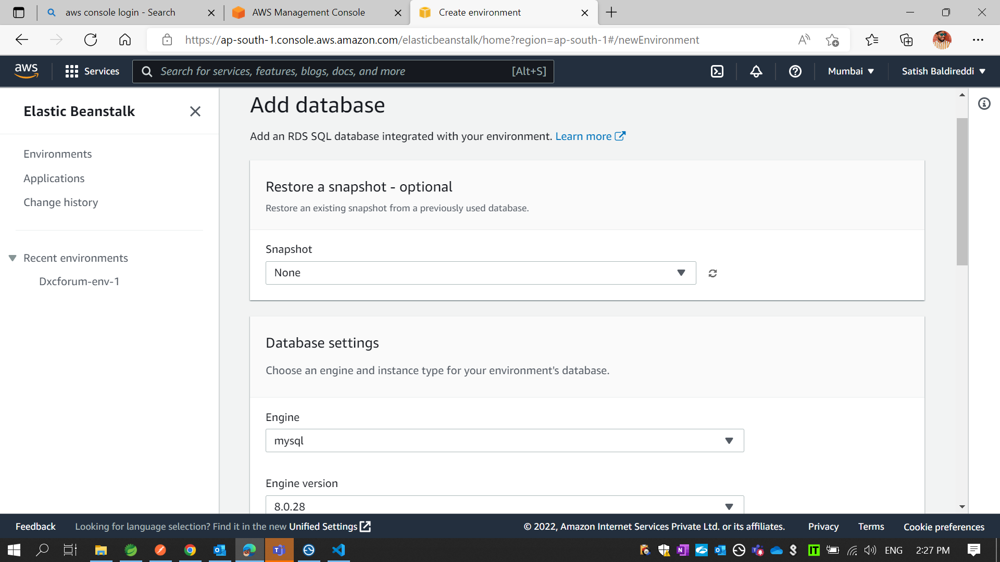 aws console login - Search
AWS Management Console
Create environment
https://ap-south-1.console.aws.amazon.com/elasticbeanstalk/home?region=ap-south-1#/newEnvironment
aws
Services
Search for services, features, blogs, docs, and more
[Alt+S]
Mumbai
Satish Baldireddi
Elastic Beanstalk
Environments
Applications
Change history
Recent environments
Dxcforum-env-1
Add database
Add an RDS SQL database integrated with your environment. Learn more
Restore a snapshot - optional
Restore an existing snapshot from a previously used database.
Snapshot
None
Database settings
Choose an engine and instance type for your environment's database.
Engine
mysql
Engine version
8.0.28
Feedback
Looking for language selection? Find it in the new Unified Settings
© 2022, Amazon Internet Services Private Ltd. or its affiliates.
Privacy
Terms
Cookie preferences
ENG
2:27 PM